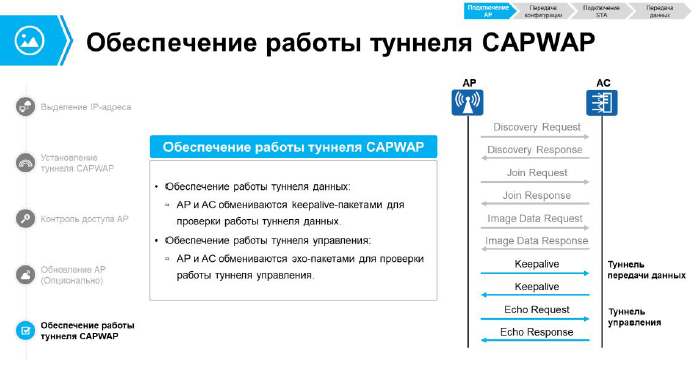 Подключение
AP
Передача
конфигурации
Подключение
STA
Передача
данных
Обеспечение работы туннеля CAPWAP
Выделение IP-адреса
Установление
туннеля CAPWAP
Контроль доступа AP
Обновление AP
(Опционально)
Обеспечение работы
туннеля CAPWAP
Обеспечение работы туннеля CAPWAP
• Обеспечение работы туннеля данных:
▫ AP и AC обмениваются keepalive-пакетами для
проверки работы туннеля данных.
• Обеспечение работы туннеля управления:
▫ AP и AC обмениваются эхо-пакетами для проверки
работы туннеля управления.
AP
AC
Discovery Request
Discovery Response
Join Request
Join Response
Image Data Request
Image Data Response
Keepalive
Keepalive
Туннель
передачи данных
Echo Request
Echo Response
Туннель
управления